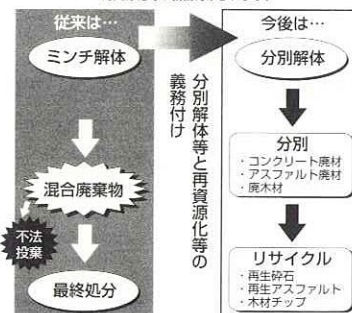 従来は…
ミンチ解体
混合廃棄物
不法
投棄
最終処分
分別解体等と再資源化等の
義務付け
今後は…
分別解体
分別
・コンクリート廃材
・アスファルト廃材
・廃木材
リサイクル
・再生砕石
・再生アスファルト
・木材チップ